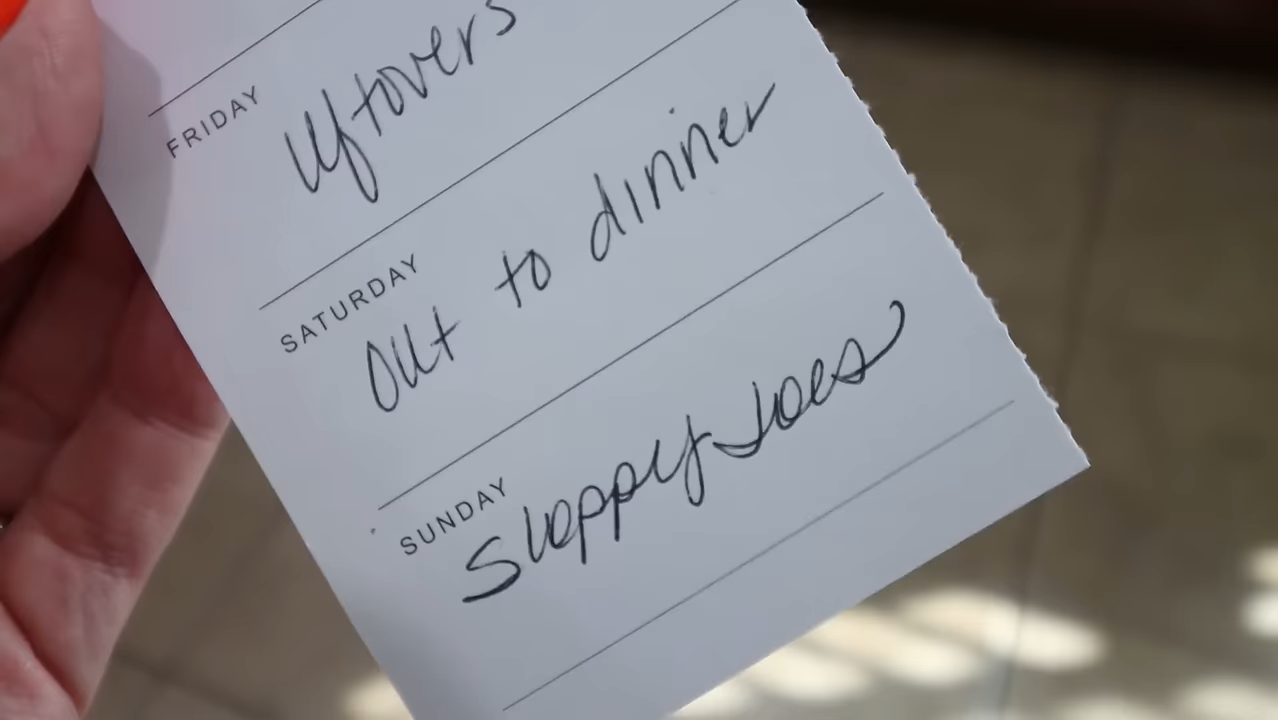 FRIDAY
leftovers
SATURDAY
out to dinner
SUNDAY
Sloppy Joes